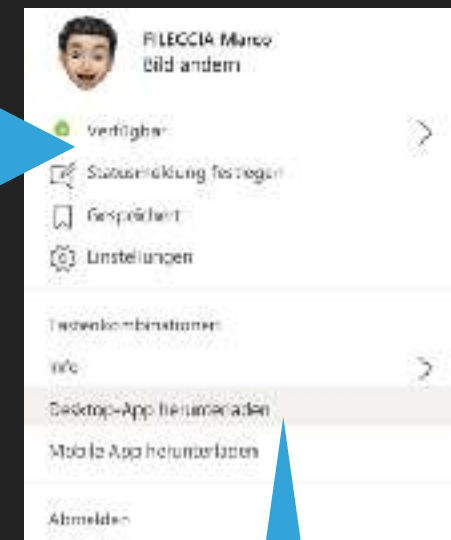 FILECCIA Marco
Bild ändern
Verfügbar
Statusmeldung festlegen
Gespeichert
Einstellungen
Tastenkombinationen
Info
Desktop-App herunterladen
Mobile App herunterladen
Abmelden